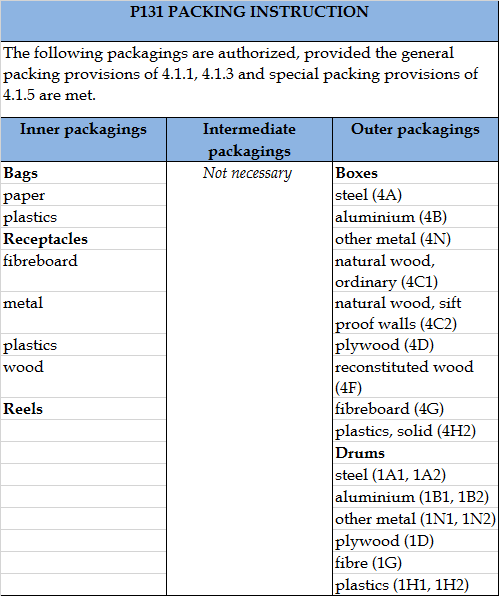 P131 PACKING INSTRUCTION
The following packagings are authorized, provided the general
packing provisions of 4.1.1, 4.1.3 and special packing provisions of
4.1.5 are met.
Inner packagings
Intermediate
packagings
Outer packagings
Bags
Not necessary
Boxes
paper
steel (4A)
plastics
aluminium (4B)
Receptacles
other metal (4N)
fibreboard
natural wood,
ordinary (4C1)
metal
natural wood, sift
proof walls (4C2)
plastics
plywood (4D)
wood
reconstituted wood
(4F)
Reels
fibreboard (4G)
plastics, solid (4H2)
Drums
steel (1A1, 1A2)
aluminium (1B1, 1B2)
other metal (1N1, 1N2)
plywood (1D)
fibre (1G)
plastics (1H1, 1H2)